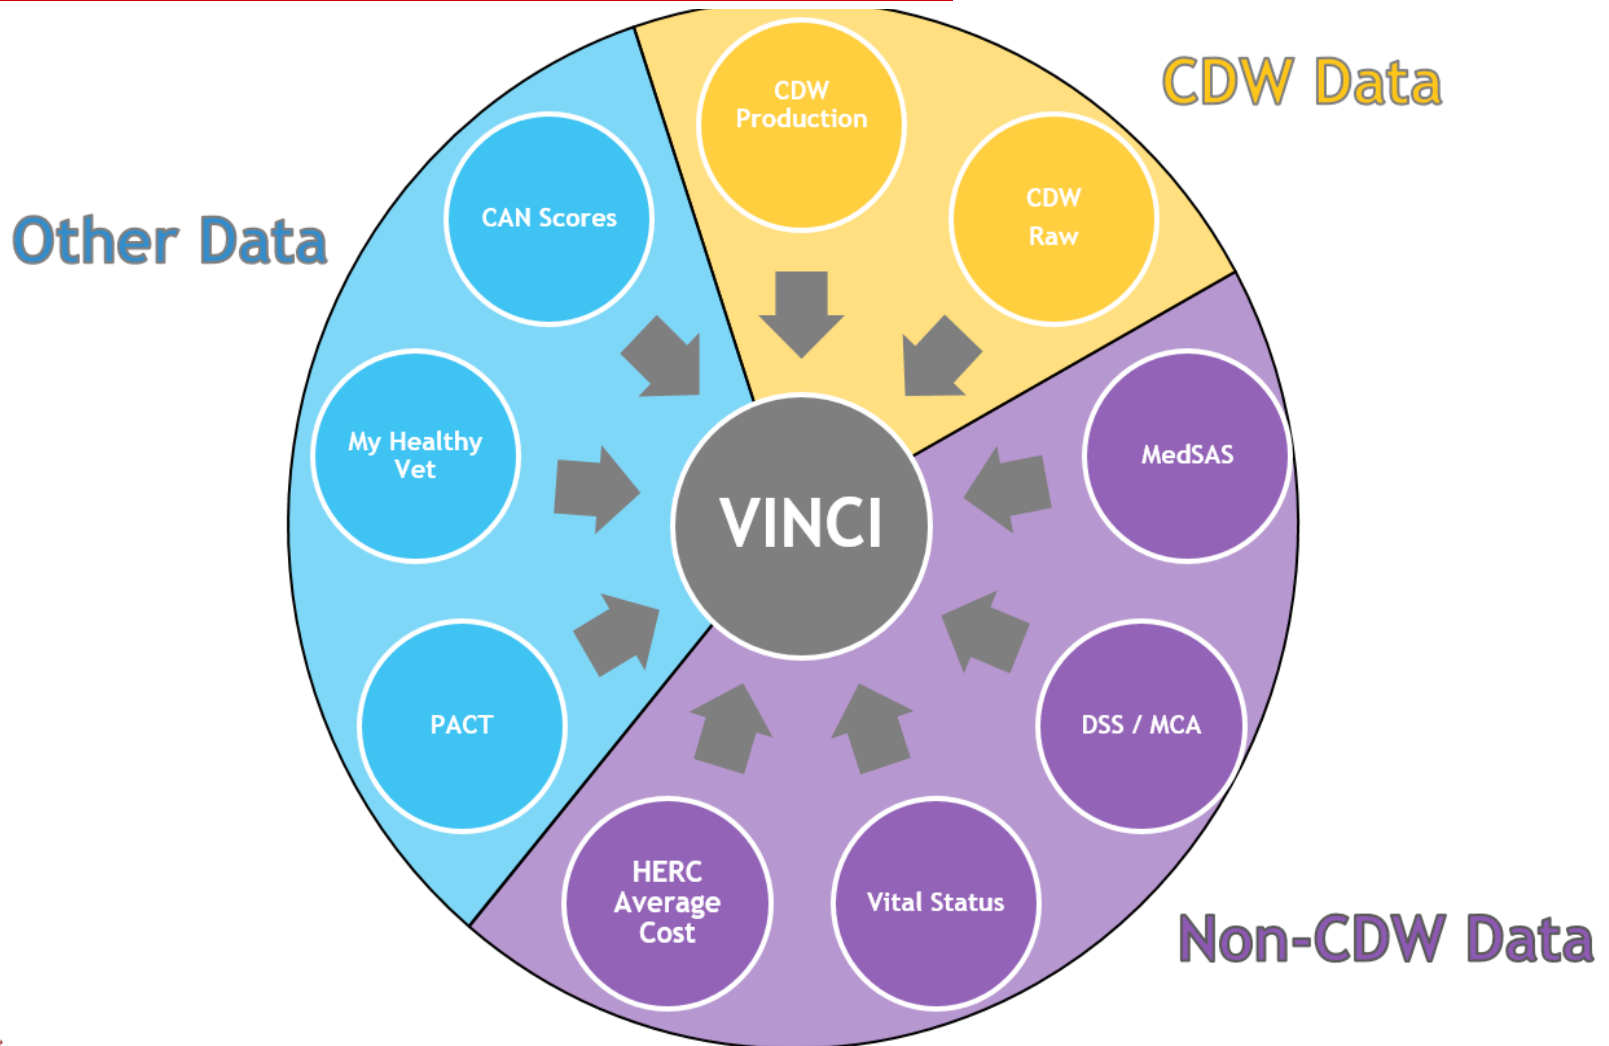 CDW Data
CDW
Production
CDW
Raw
Other Data
CAN Scores
My Healthy
Vet
MedSAS
VINCI
PACT
DSS / MCA
HERC
Average
Cost
Vital Status
Non-CDW Data